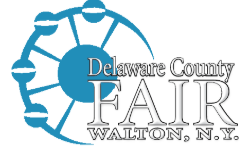 Delaware County
FAIR
WALTON, N.Y.